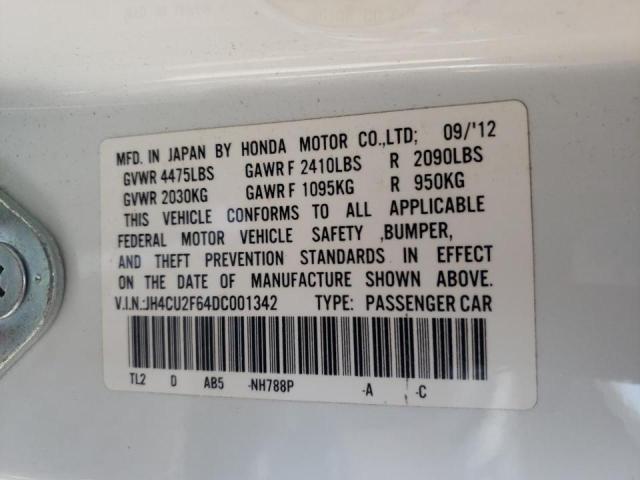 MFD. IN JAPAN BY HONDA MOTOR CO.,LTD; 09/'12
GVWR 4475LBS GAWR F 2410LBS R 2090LBS
GVWR 2030KG GAWR F 1095KG R 950KG
THIS VEHICLE CONFORMS TO ALL APPLICABLE
FEDERAL MOTOR VEHICLE SAFETY ,BUMPER,
AND THEFT PREVENTION STANDARDS IN EFFECT
ON THE DATE OF MANUFACTURE SHOWN ABOVE.
V.I.N.:JH4CU2F64DC001342 TYPE: PASSENGER CAR
TL2 D AB5 -NH788P -A -C